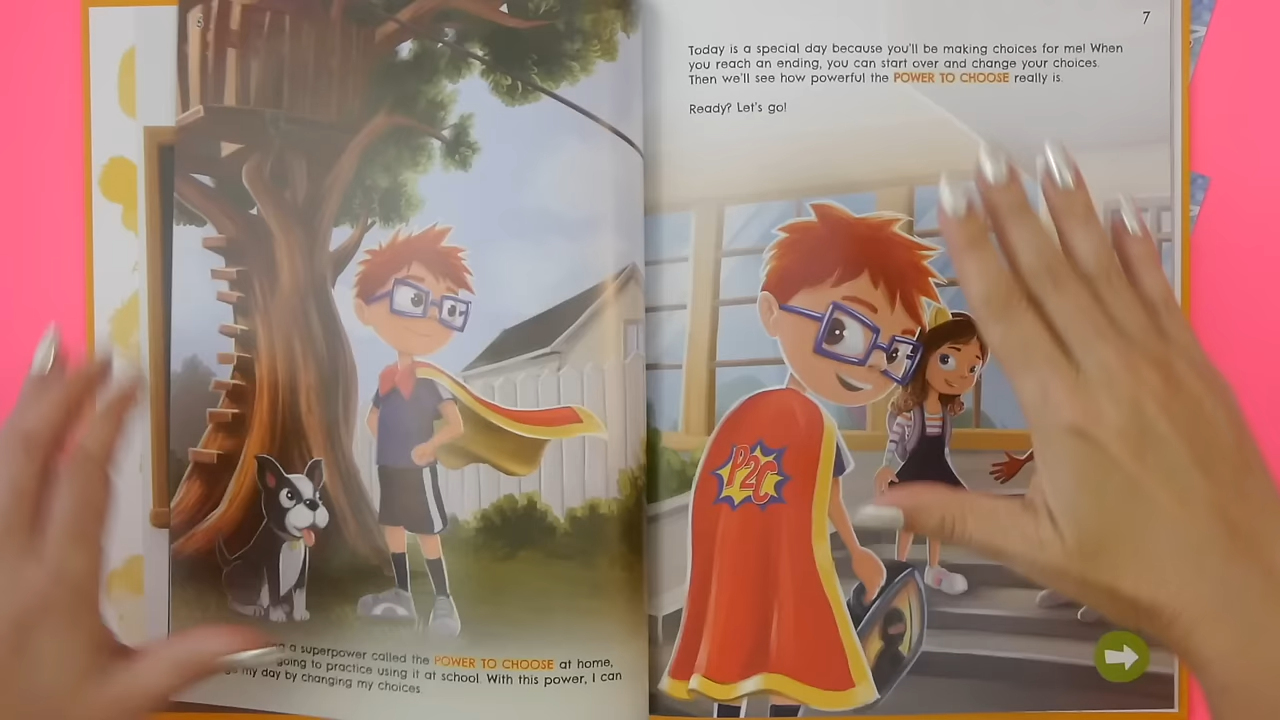 a superpower called the POWER TO CHOOSE at home,
going to practice using it at school. With this power, I can
my day by changing my choices.
7
Today is a special day because you'll be making choices for me! When
you reach an ending, you can start over and change your choices.
Then we'll see how powerful the POWER TO CHOOSE really is.
Ready? Let's go!
P2C